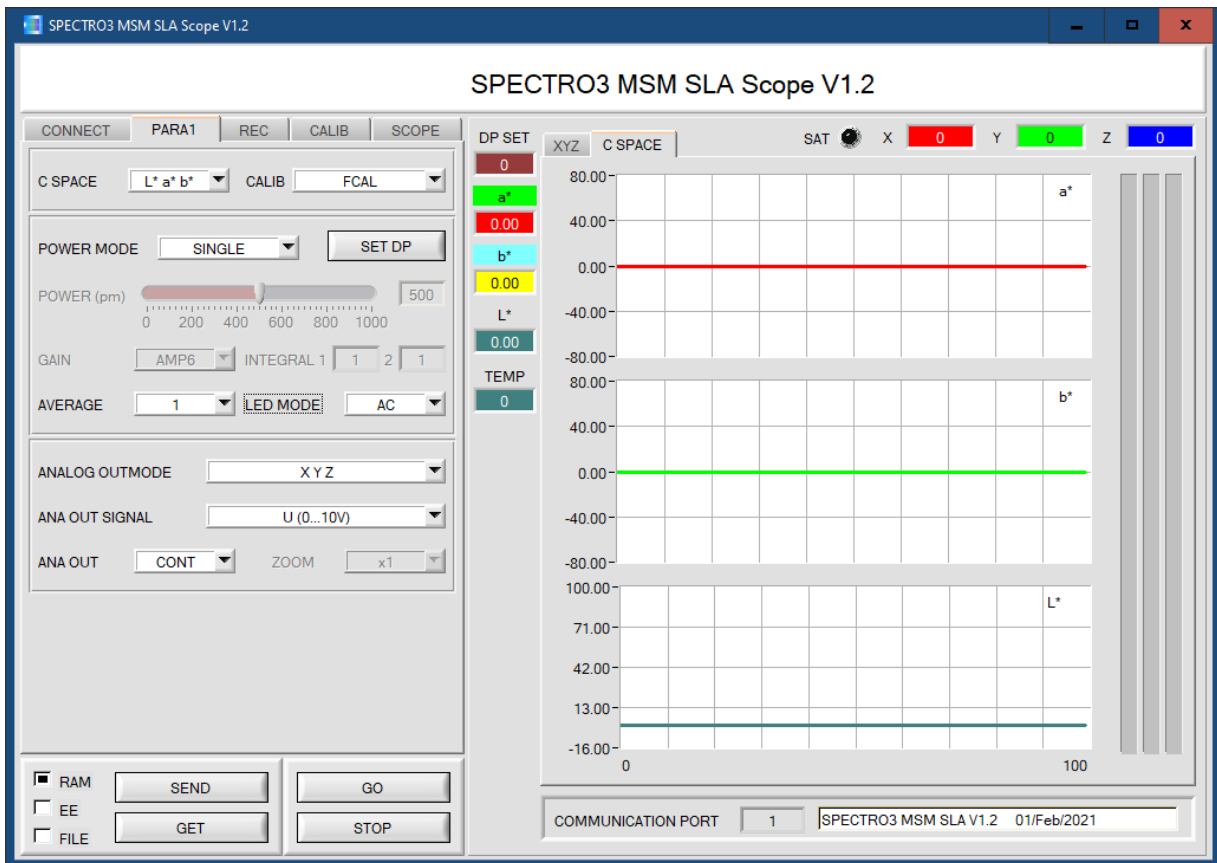 SPECTRO3 MSM SLA Scope V1.2
SPECTRO3 MSM SLA Scope V1.2
CONNECT PARA1 REC CALIB SCOPE
C SPACE L* a* b* CALIB FCAL
POWER MODE SINGLE SET DP
POWER (pm) 500
0 200 400 600 800 1000
GAIN AMP6 INTEGRAL 1 1 2 1
AVERAGE 1 LED MODE AC
ANALOG OUTMODE X Y Z
ANA OUT SIGNAL U (0...10V)
ANA OUT CONT ZOOM x1
RAM SEND GO
EE
FILE GET STOP
DP SET
0
a*
0.00
b*
0.00
L*
0.00
TEMP
0
XYZ C SPACE SAT X 0 Y 0 Z 0
80.00 a*
40.00
0.00
-40.00
-80.00
80.00 b*
40.00
0.00
-40.00
-80.00
100.00 L*
71.00
42.00
13.00
-16.00
0 100
COMMUNICATION PORT 1 SPECTRO3 MSM SLA V1.2 01/Feb/2021